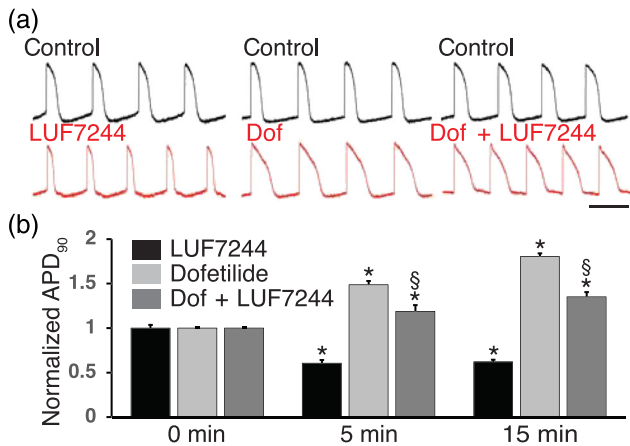 (a)
Control Control Control
LUF7244 Dof Dof + LUF7244
(b)
Normalized APD90
2
1.5
1
0.5
0
LUF7244
Dofetilide
Dof + LUF7244
* * § *
* * § *
0 min 5 min 15 min